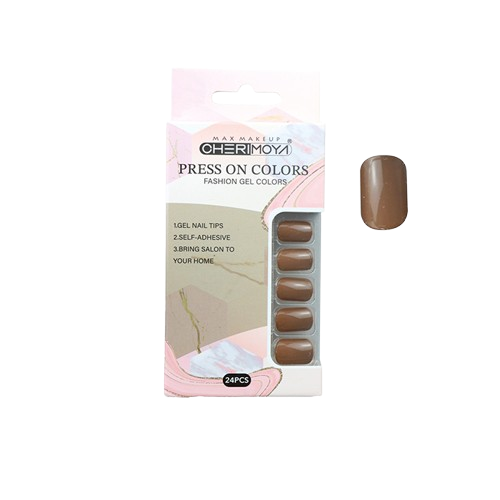 MAX MAKEUP
CHERIMOYA®
PRESS ON COLORS
FASHION GEL COLORS
1.GEL NAIL TIPS
2.SELF-ADHESIVE
3.BRING SALON TO
YOUR HOME
24PCS